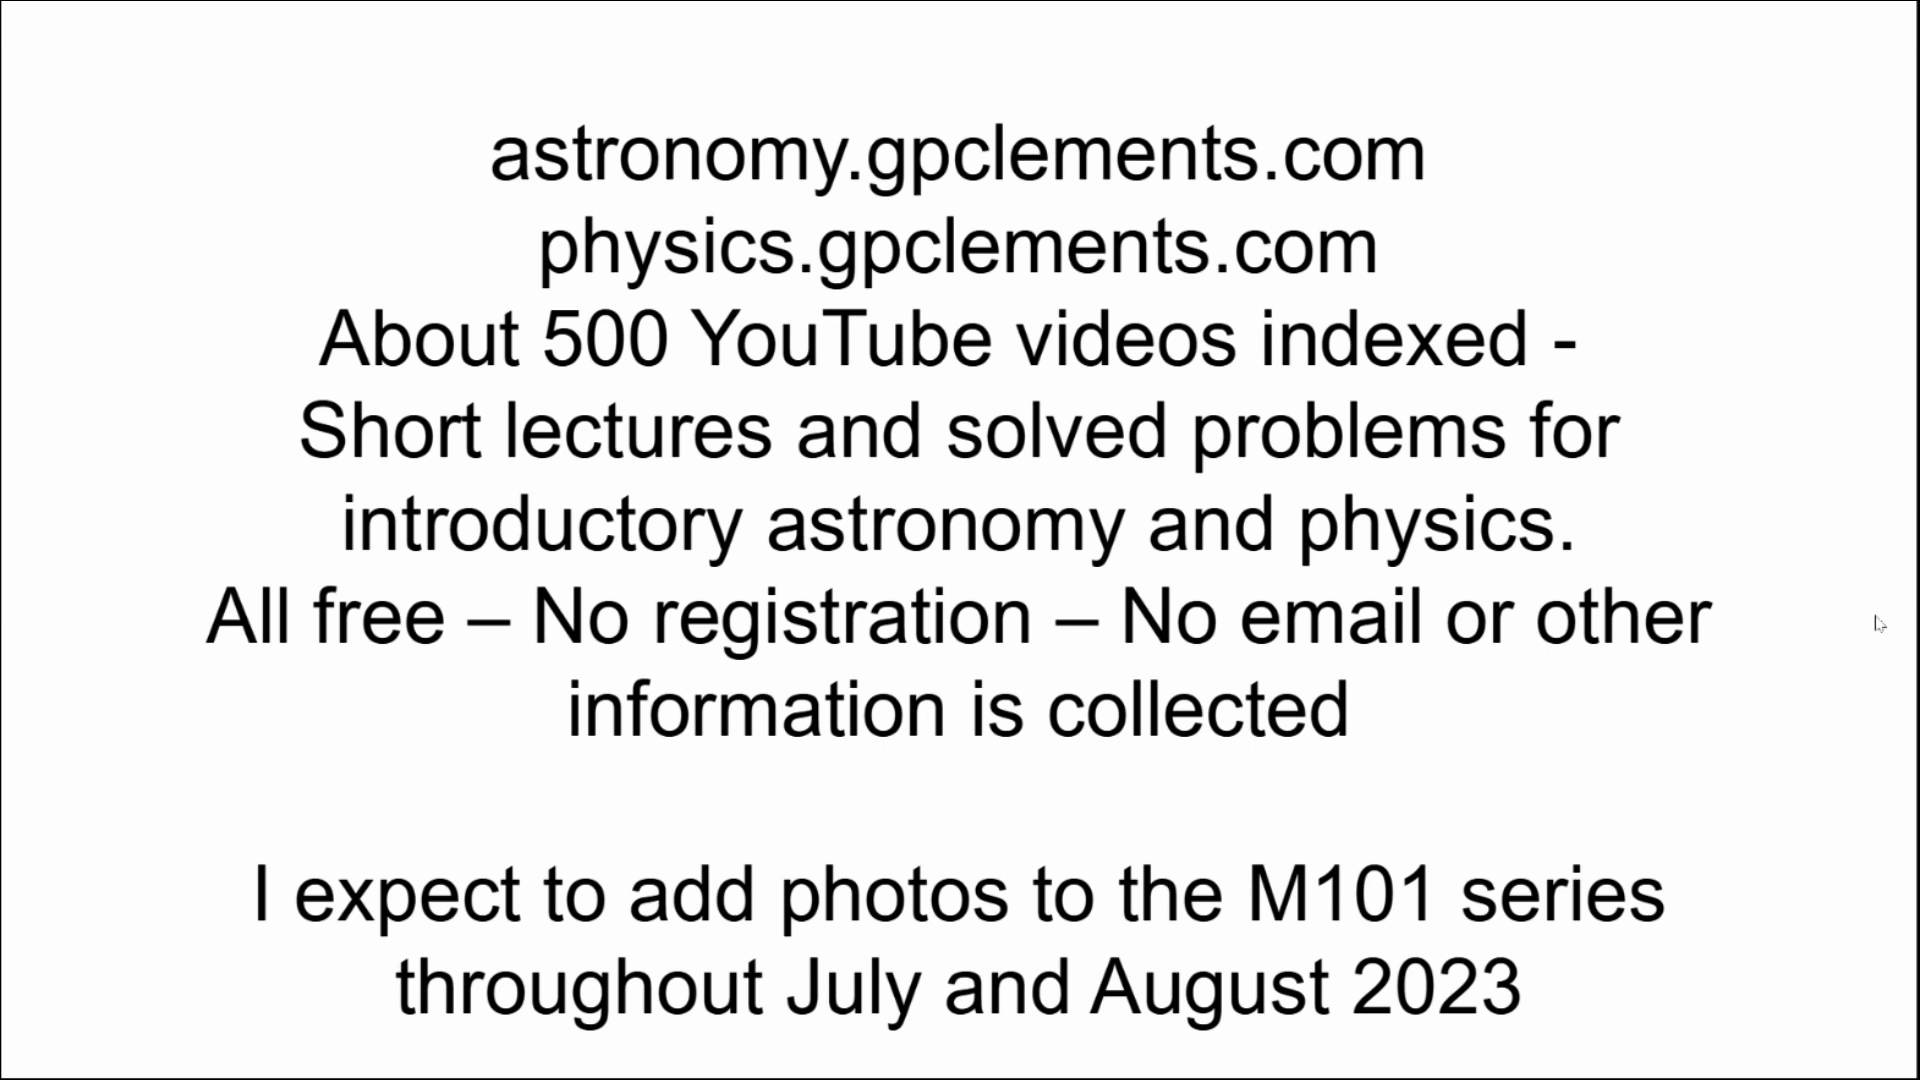 astronomy.gpclements.com
physics.gpclements.com
About 500 YouTube videos indexed -
Short lectures and solved problems for
introductory astronomy and physics.
All free – No registration – No email or other
information is collected
I expect to add photos to the M101 series
throughout July and August 2023